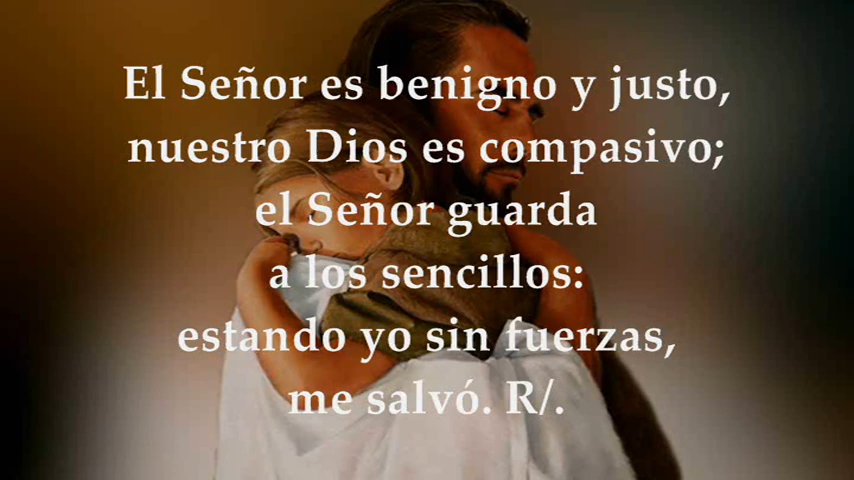 El Señor es benigno y justo,
nuestro Dios es compasivo;
el Señor guarda
a los sencillos:
estando yo sin fuerzas,
me salvó. R/.